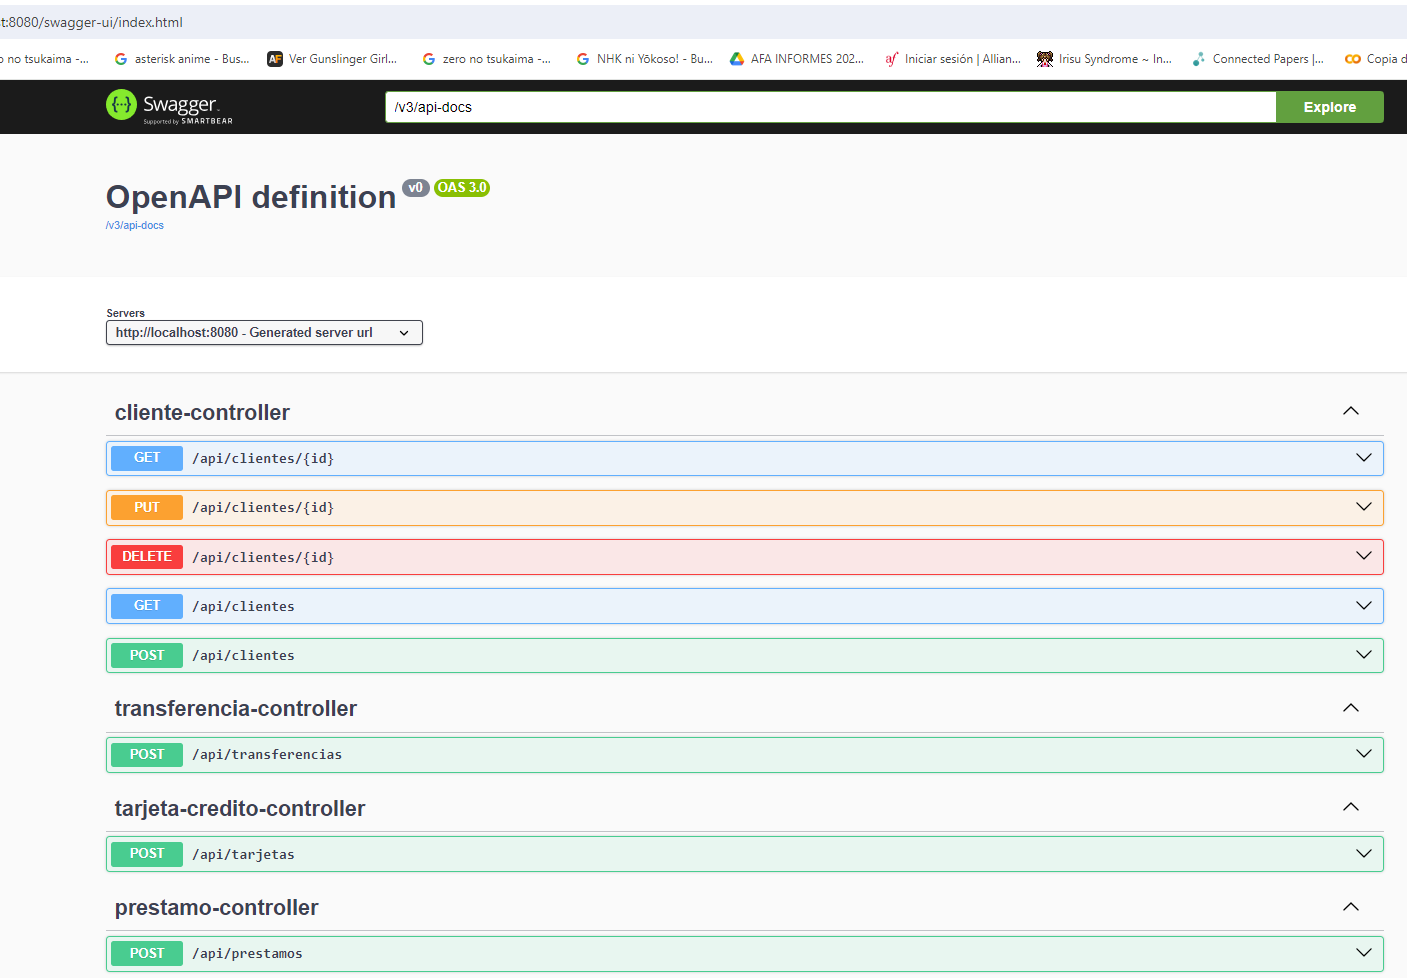 t:8080/swagger-ui/index.html
o no tsukaima -... asterisk anime - Bus... Ver Gunslinger Girl... zero no tsukaima -... NHK ni Yōkoso! - Bu... AFA INFORMES 202... Iniciar sesión | Allian... Irisu Syndrome ~ In... Connected Papers |... Copia d
Swagger. /v3/api-docs Explore
Supported by SMARTBEAR
OpenAPI definition v0 OAS 3.0
/v3/api-docs
Servers
http://localhost:8080 - Generated server url
cliente-controller
GET /api/clientes/{id}
PUT /api/clientes/{id}
DELETE /api/clientes/{id}
GET /api/clientes
POST /api/clientes
transferencia-controller
POST /api/transferencias
tarjeta-credito-controller
POST /api/tarjetas
prestamo-controller
POST /api/prestamos